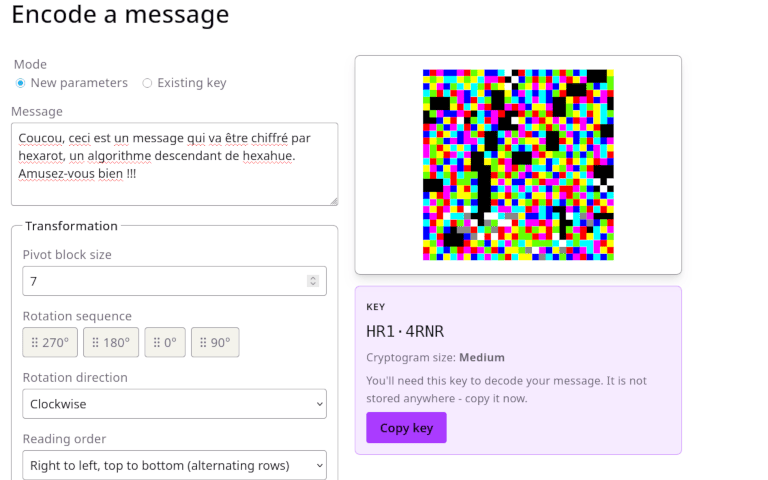 Encode a message
Mode
New parameters
Existing key
Message
Coucou, ceci est un message qui va être chiffré par
hexarot, un algorithme descendant de hexahue.
Amusez-vous bien !!!
Transformation
Pivot block size
7
Rotation sequence
270° 180° 0° 90°
Rotation direction
Clockwise
Reading order
Right to left, top to bottom (alternating rows)
KEY
HR1·4RNR
Cryptogram size: Medium
You'll need this key to decode your message. It is not
stored anywhere - copy it now.
Copy key